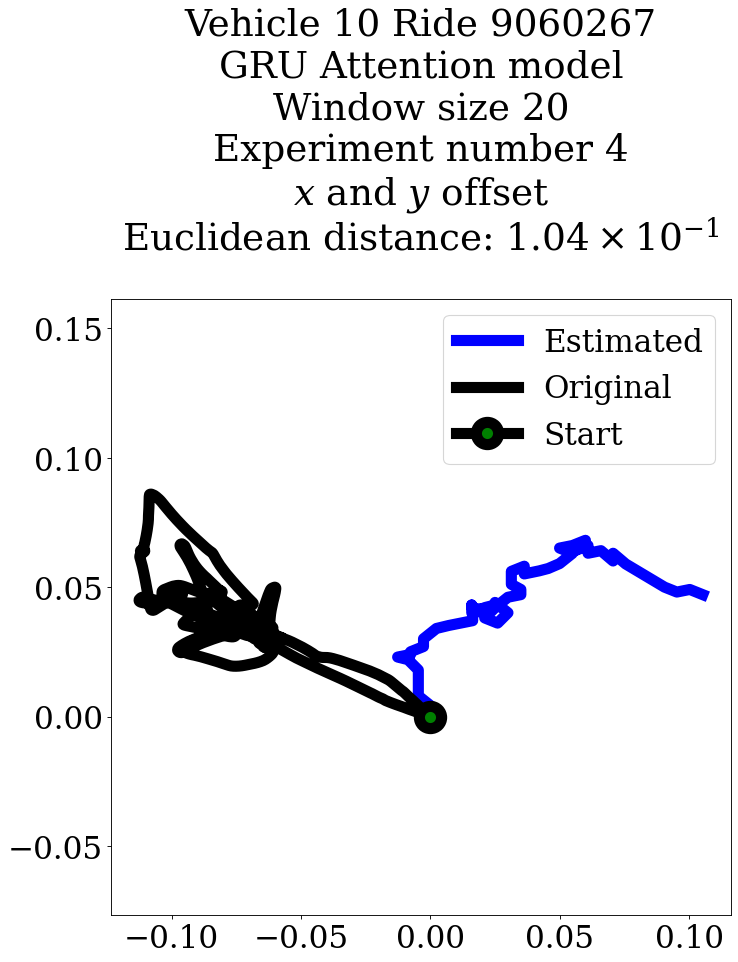 Vehicle 10 Ride 9060267
GRU Attention model
Window size 20
Experiment number 4
x and y offset
Euclidean distance: 1.04 × 10⁻¹
Estimated
Original
Start
0.15
0.10
0.05
0.00
−0.05
−0.10 −0.05 0.00 0.05 0.10